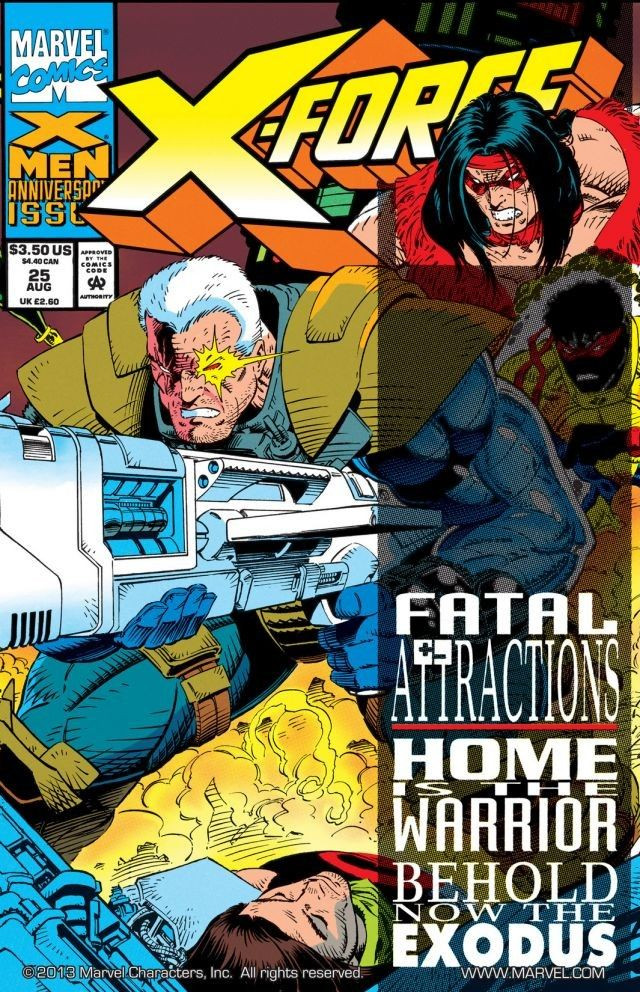 MARVEL
COMICS
M
X
MEN
ANNIVERSARY
ISSUE
X-FORCE
$3.50 US
$4.40 CAN
25
AUG
UK £2.60
APPROVED
BY THE
COMICS
CODE
CA
AUTHORITY
FATAL
ATTRACTIONS
+ -
HOME
IS THE
WARRIOR
BEHOLD
NOW THE
EXODUS
©2013 Marvel Characters, Inc. All rights reserved.
WWW.MARVEL.COM